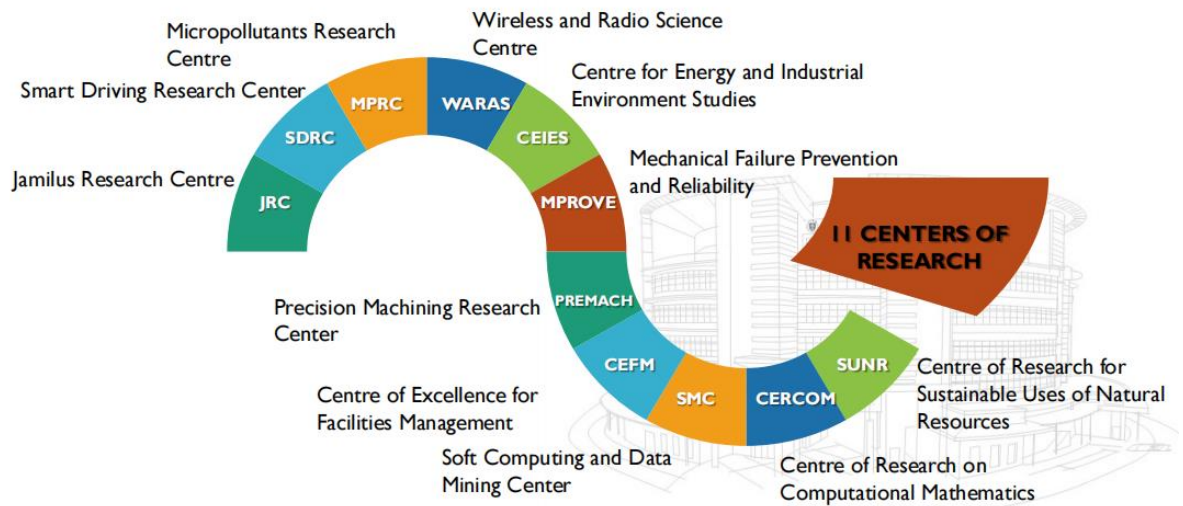 Micropollutants Research
Centre
Wireless and Radio Science
Centre
Smart Driving Research Center
Centre for Energy and Industrial
Environment Studies
Jamilus Research Centre
Mechanical Failure Prevention
and Reliability
JRC
SDRC
MPRC
WARAS
CEIES
MPROVE
11 CENTERS OF
RESEARCH
Precision Machining Research
Center
PREMACH
CEFM
SMC
CERCOM
SUNR
Centre of Excellence for
Facilities Management
Soft Computing and Data
Mining Center
Centre of Research on
Computational Mathematics
Centre of Research for
Sustainable Uses of Natural
Resources